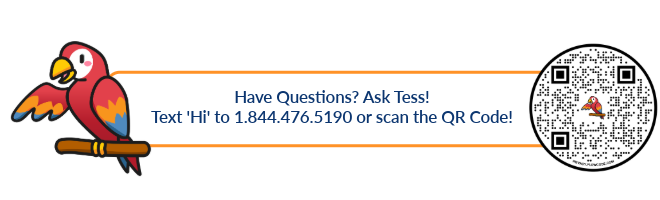 Have Questions? Ask Tess!
Text 'Hi' to 1.844.476.5190 or scan the QR Code!